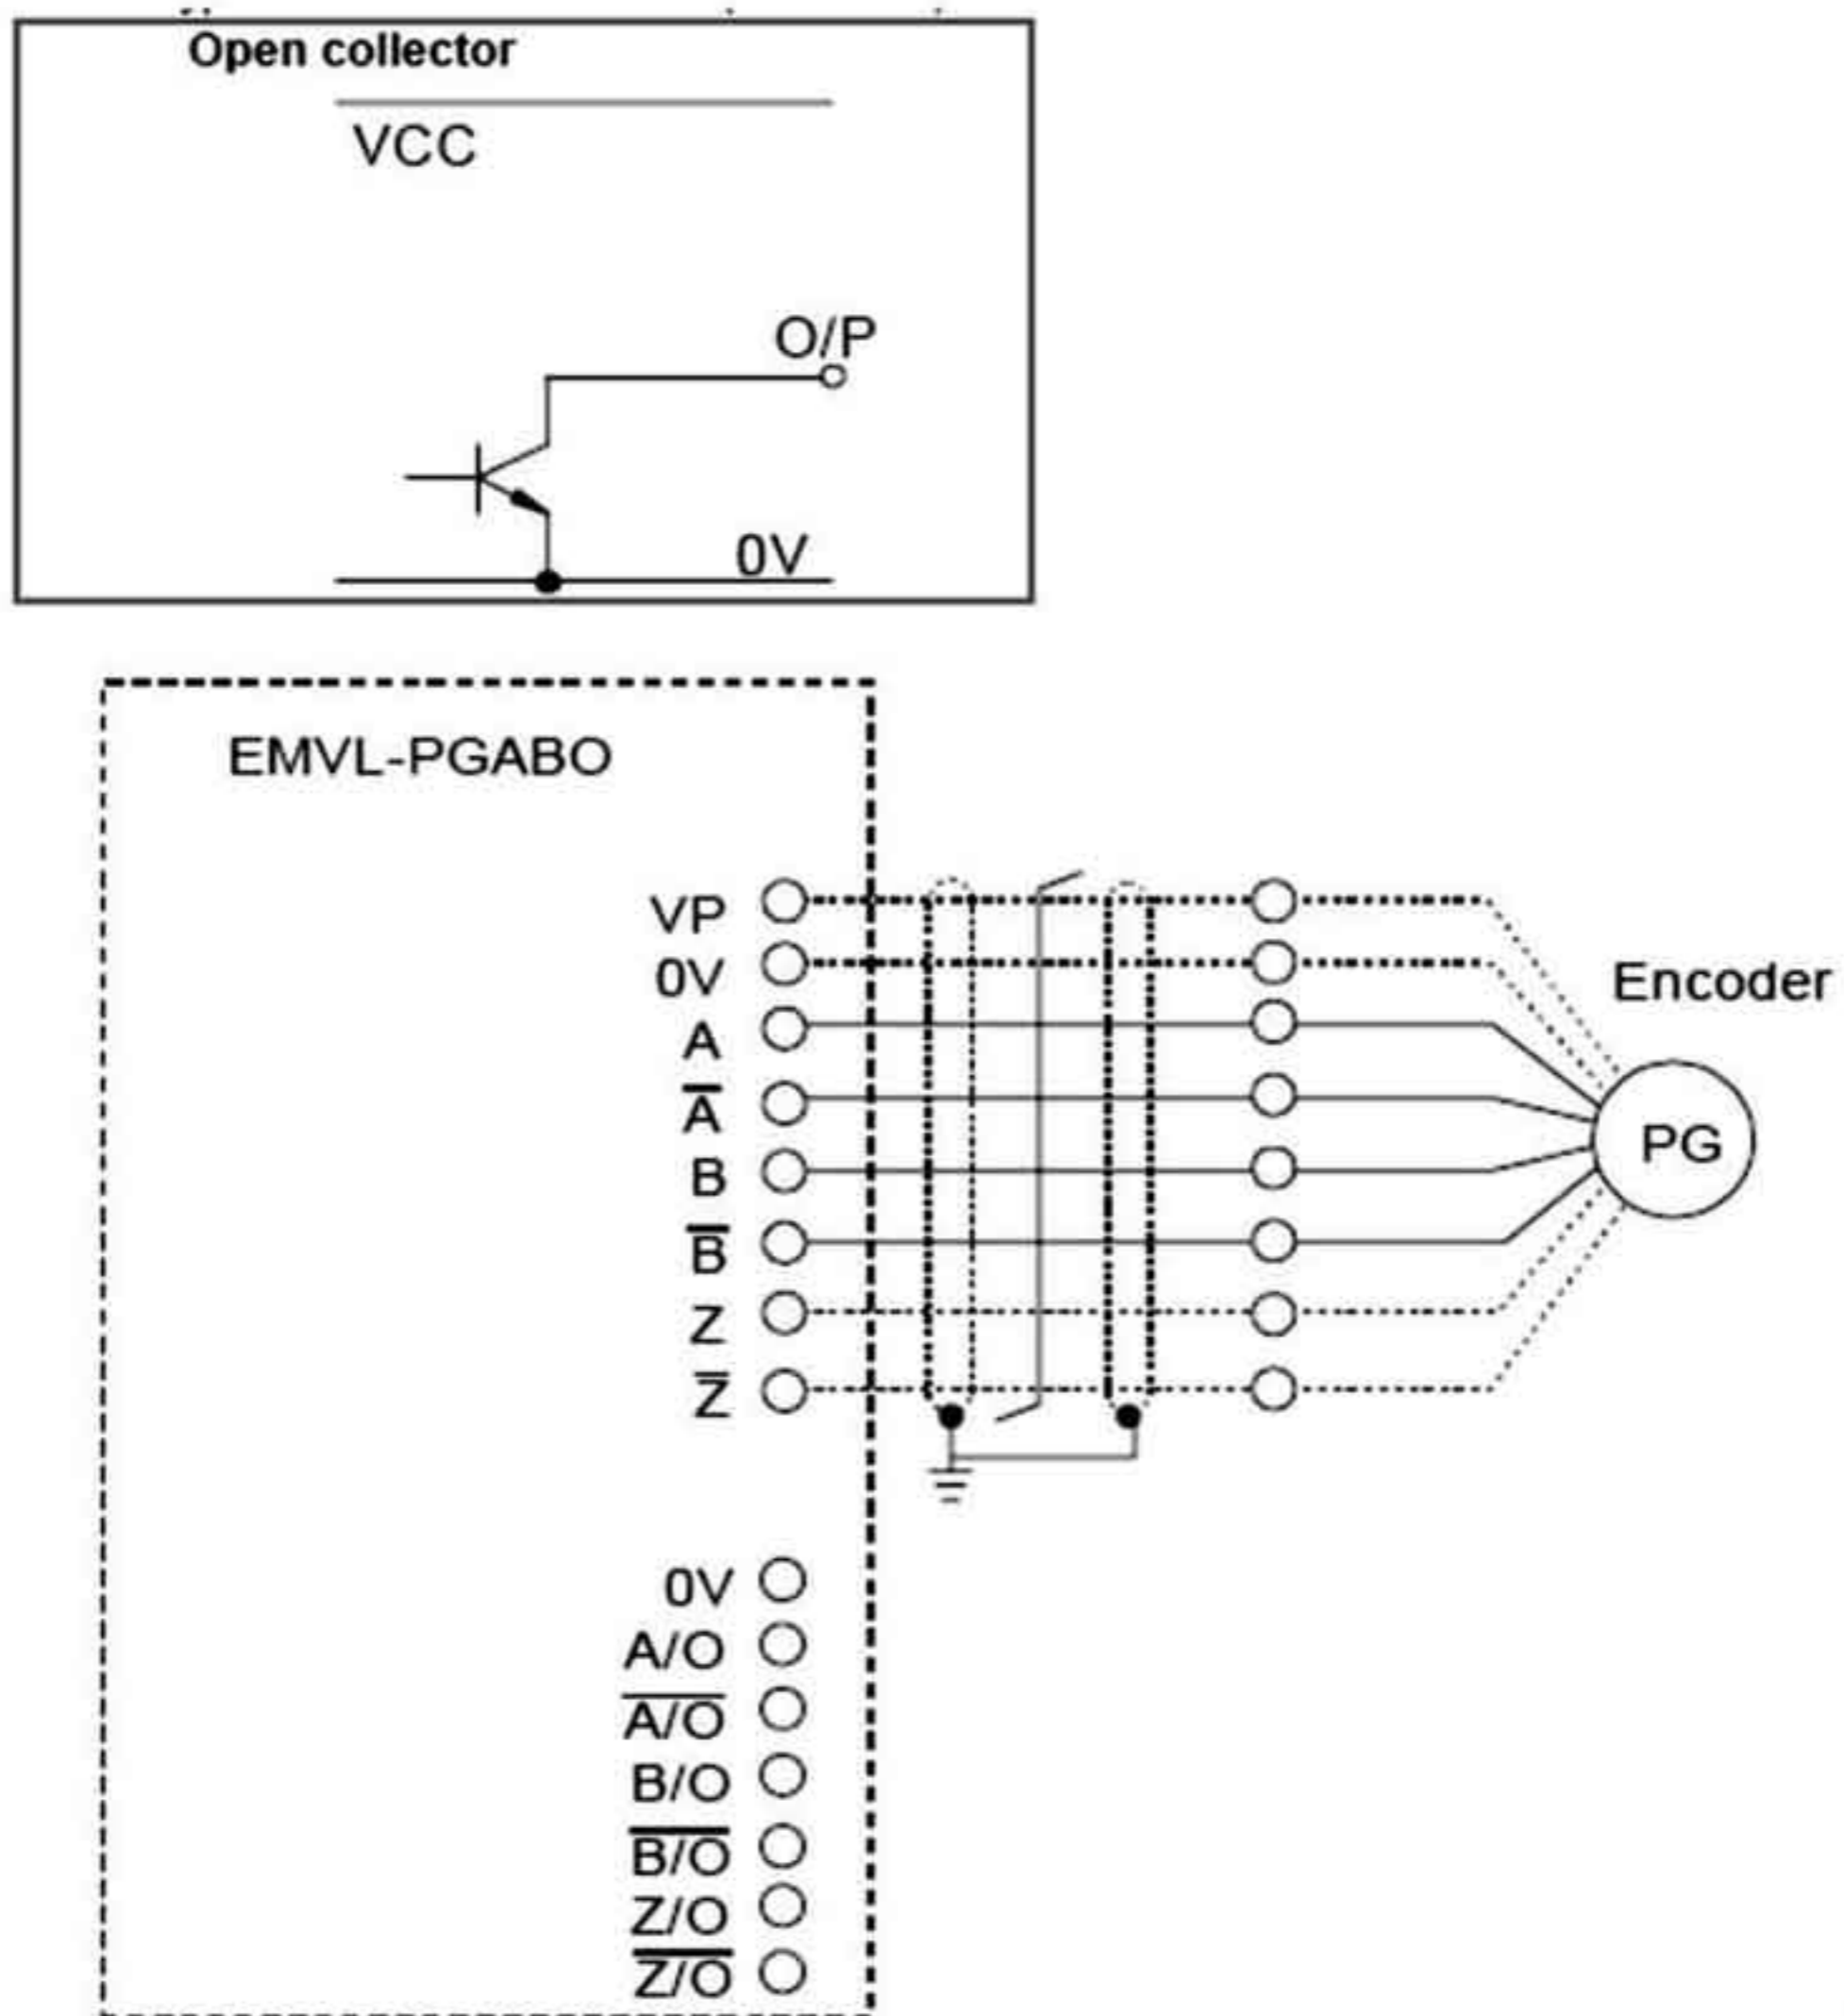 Open collector
VCC
O/P
0V
EMVL-PGABO
VP
0V
Encoder
A
A̅
PG
B
B̅
Z
Z̅
0V
A/O
A̅/̅O̅
B/O
B̅/̅O̅
Z/O
Z̅/̅O̅